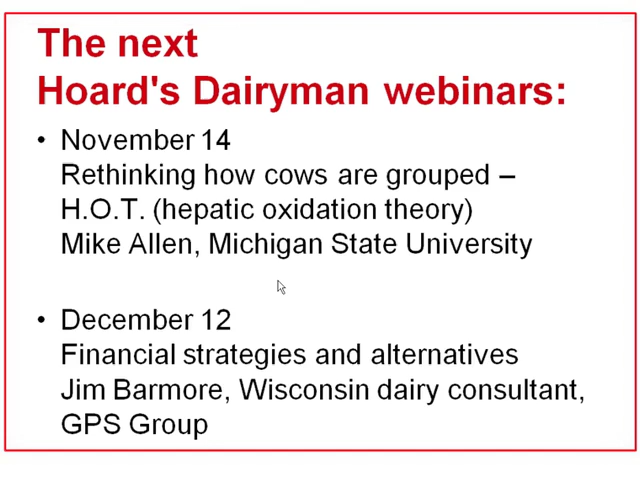 The next
Hoard's Dairyman webinars:
• November 14
Rethinking how cows are grouped –
H.O.T. (hepatic oxidation theory)
Mike Allen, Michigan State University
• December 12
Financial strategies and alternatives
Jim Barmore, Wisconsin dairy consultant,
GPS Group